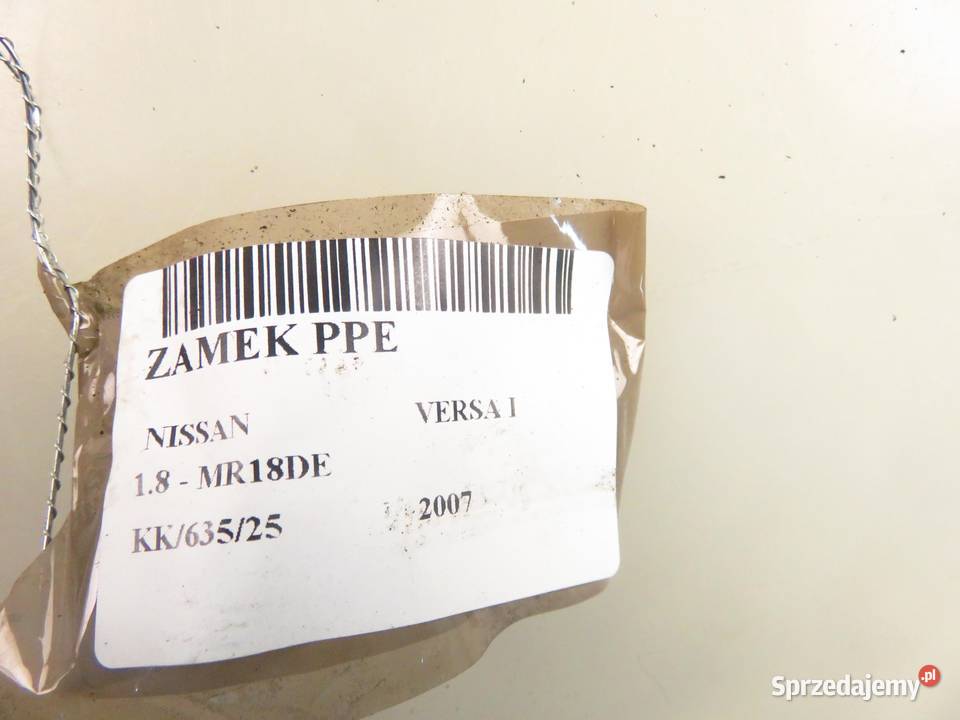 ZAMEK PPE
NISSAN VERSA I
1.8 - MR18DE
KK/635/25 2007
Sprzedajemy.pl